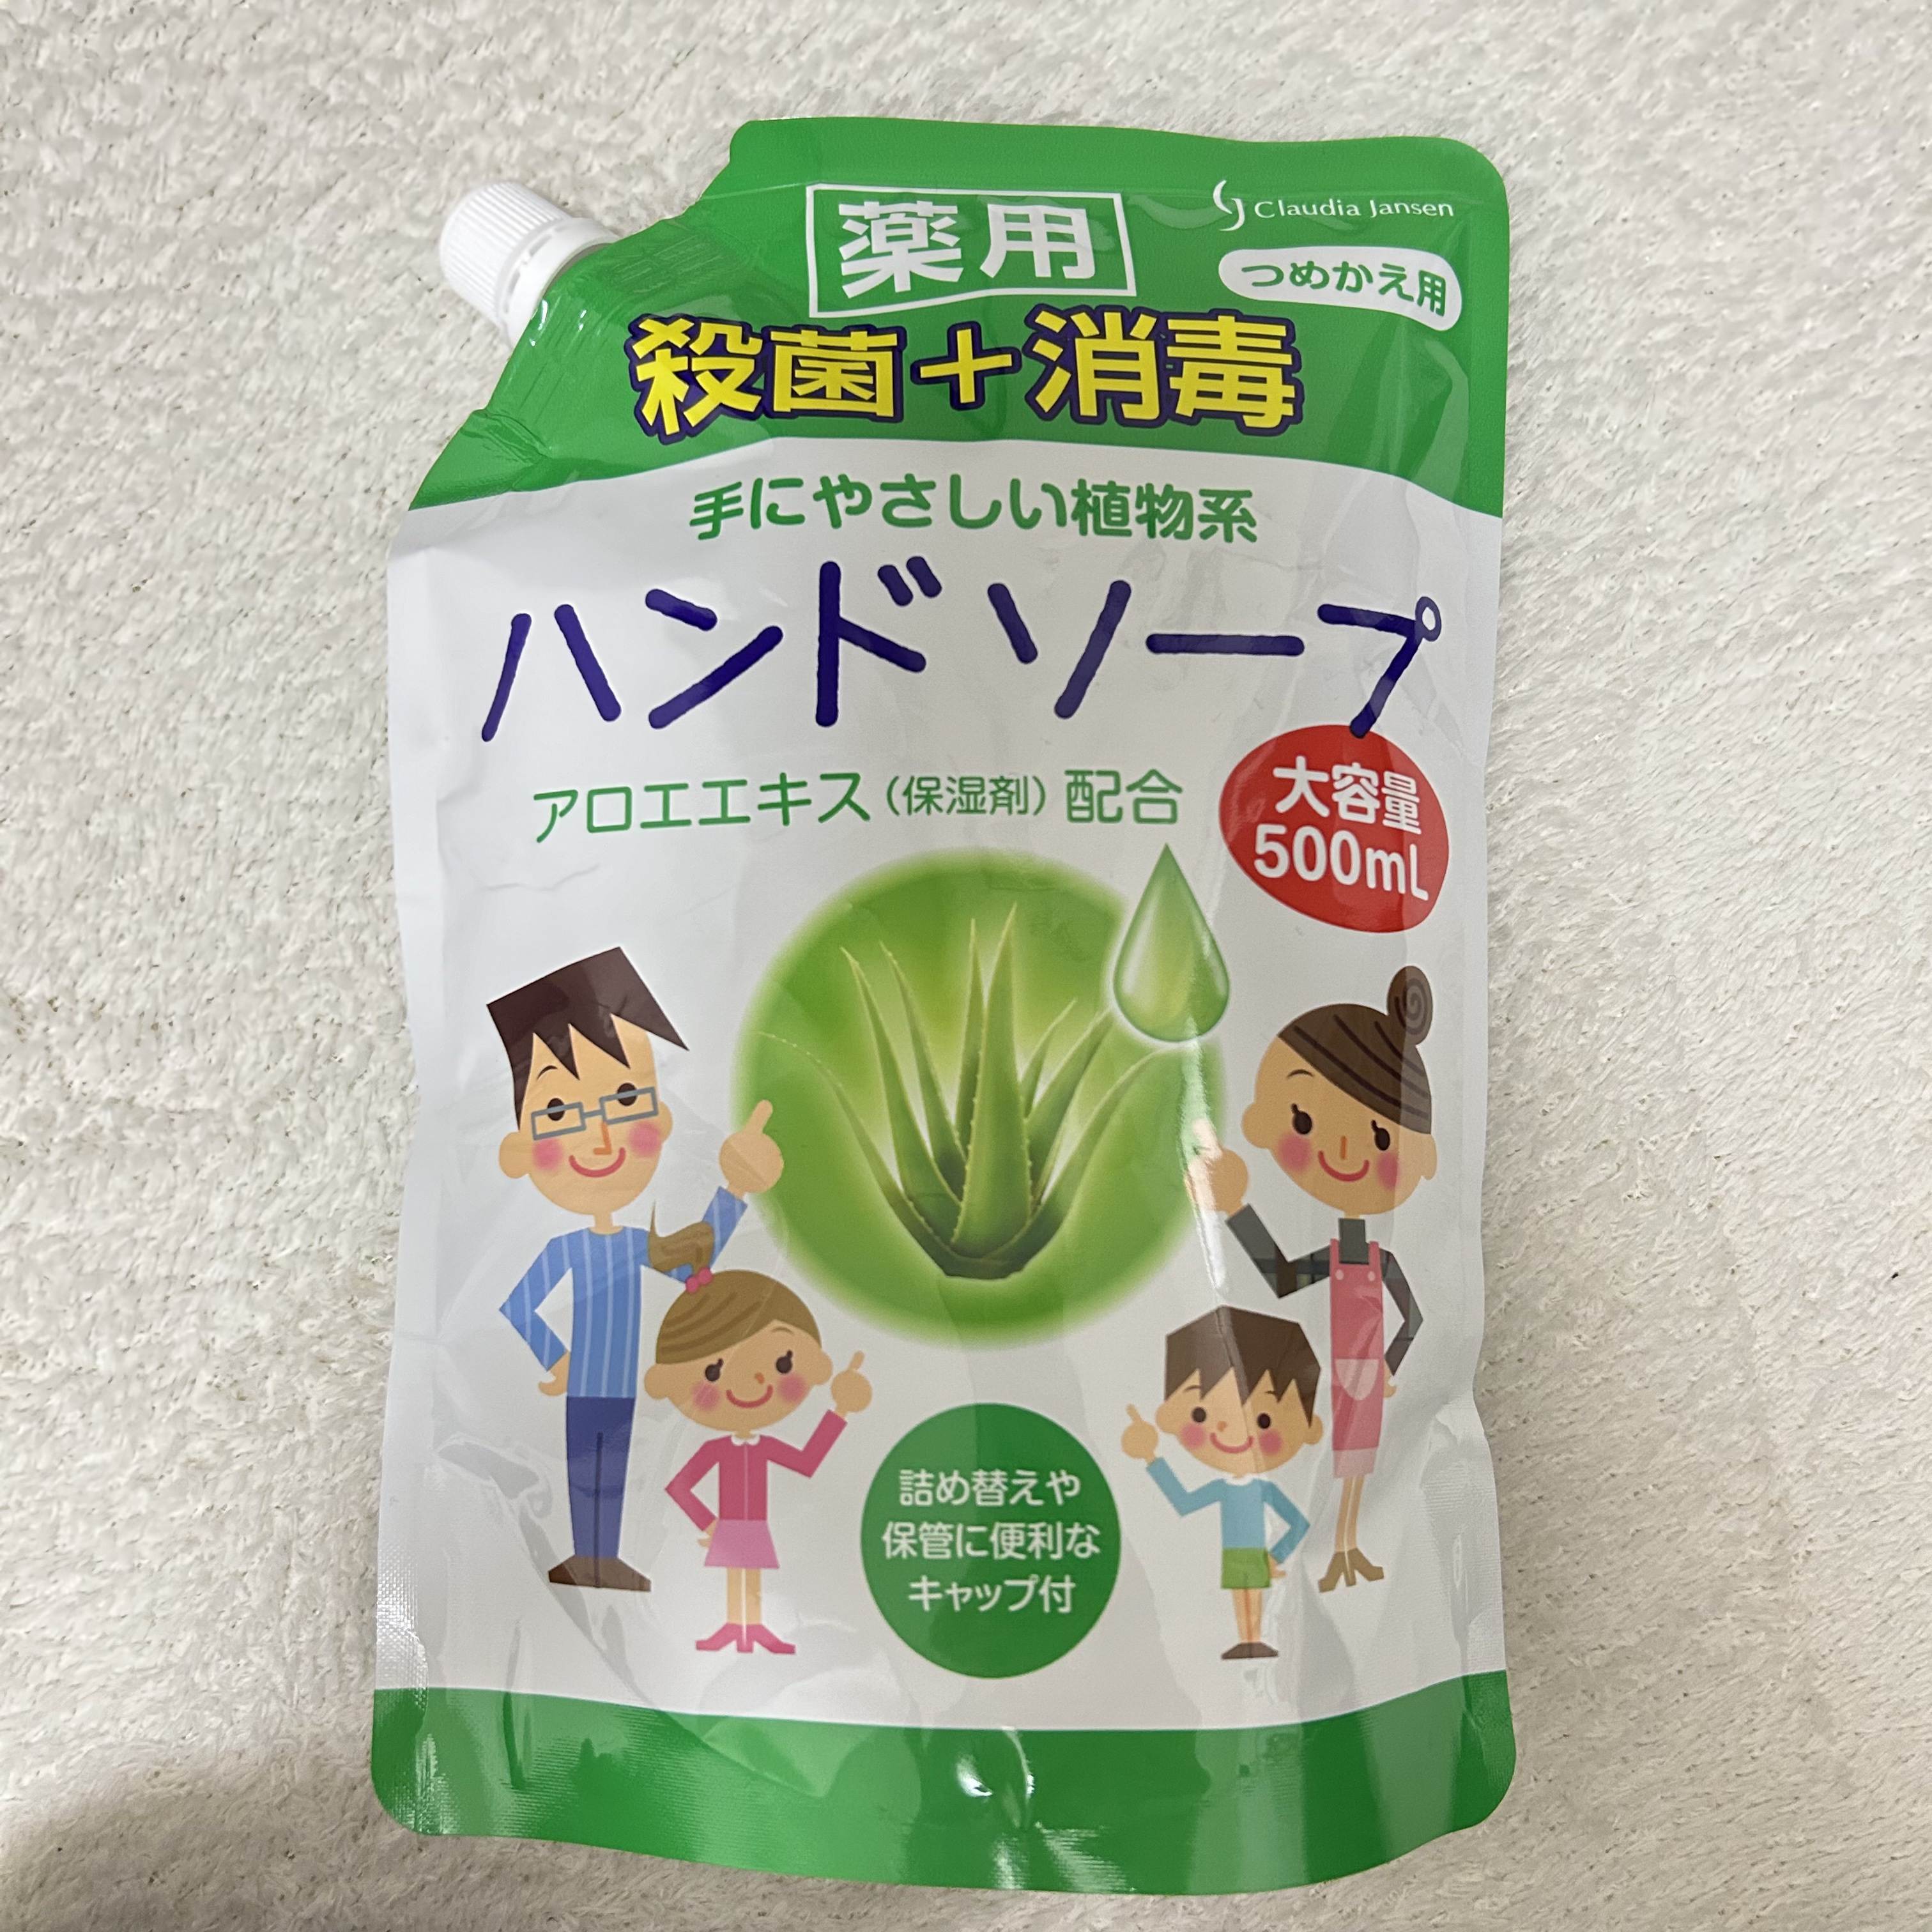 薬用
Claudia Jansen
つめかえ用
殺菌+消毒
手にやさしい植物系
ハンドソープ
アロエエキス（保湿剤）配合
大容量
500mL
詰め替えや
保管に便利な
キャップ付